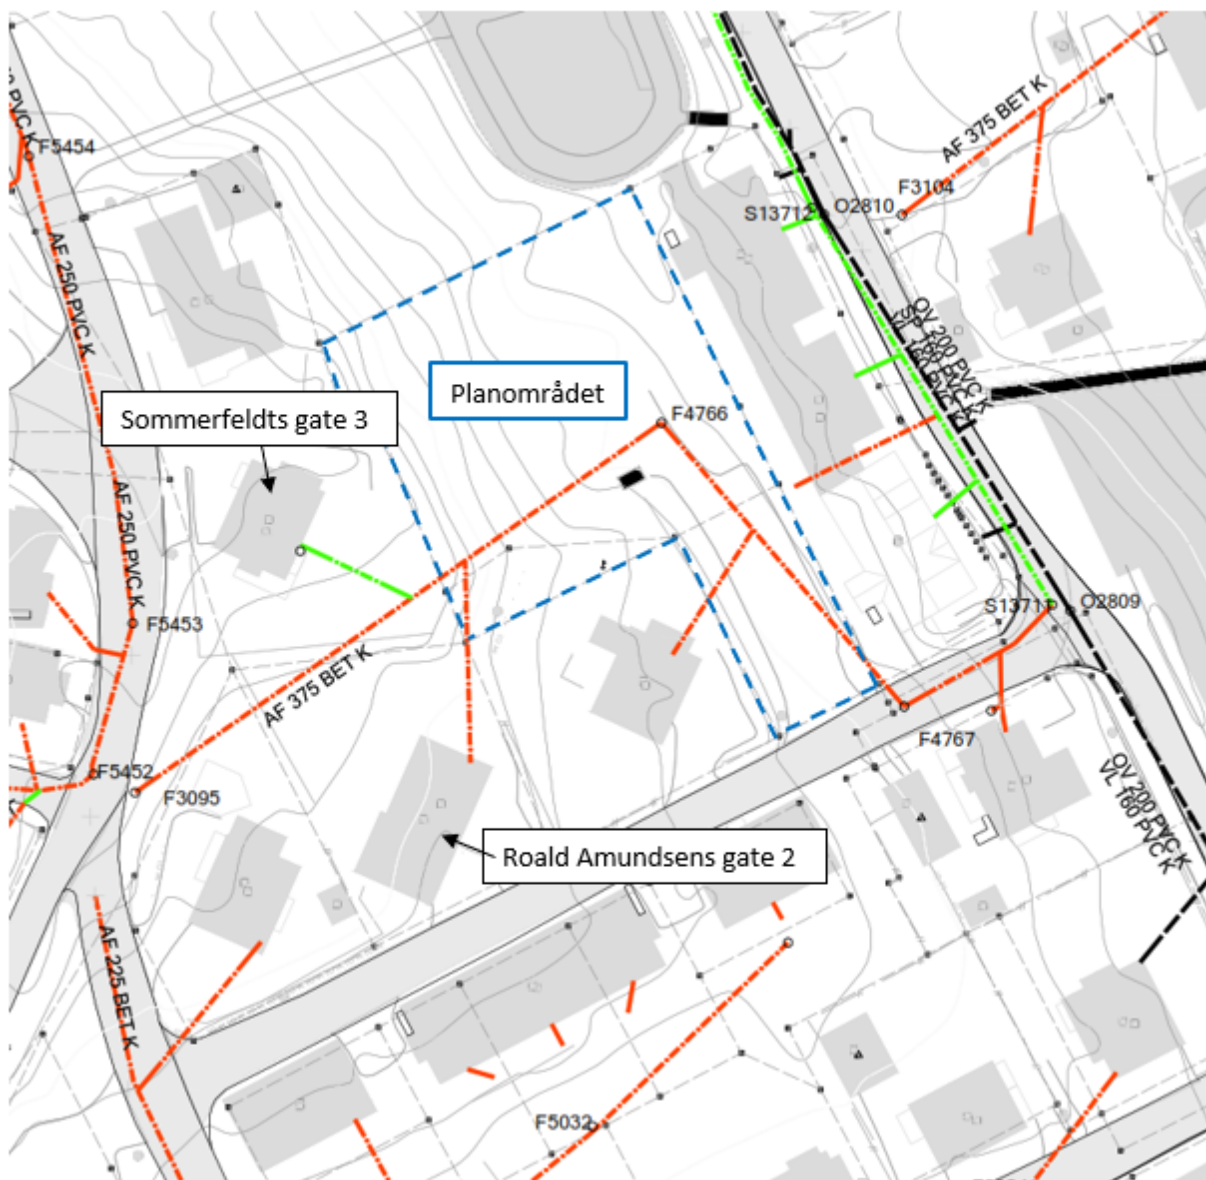 PVC K
F5454
AF 375 BET K
F3104
S13712
O2810
AF 250 PVC K
OV 200 PVC K
Planområdet
Sommerfeldts gate 3
F4766
AF 250 PVC K
F5453
S13711
O2809
AF 375 BET K
F4767
F5452
F3095
OV 200 PVC K
VL 160 PVC K
Roald Amundsens gate 2
AF 225 BET K
F5032